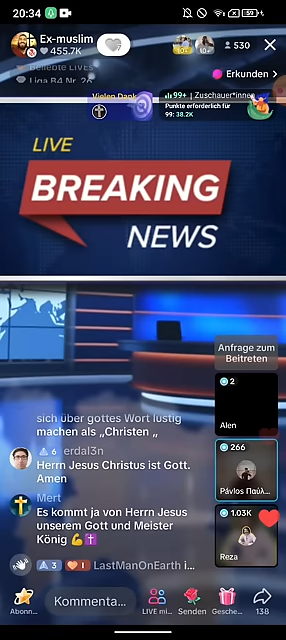 20:34
59
Ex-muslim
455.7K
10+
10+
530
Beliebte LIVEs
Erkunden >
Liga B4 Nr. 26
Vielen Dank
99+ | Zuschauer*innen
Punkte erforderlich für
99: 38.2K
LIVE
BREAKING
NEWS
Anfrage zum
Beitreten
2
Alen
sich über gottes Wort lustig
machen als „Christen „
6 erdal3n
Herrn Jesus Christus ist Gott.
Amen
266
Pávlos Παύλ...
Mert
Es kommt ja von Herrn Jesus
unserem Gott und Meister
König 💪✝️
1.03K
Reza
3 1 LastManOnEarth i...
Abonn...
Kommenta...
LIVE mi...
Senden
Gesche...
138